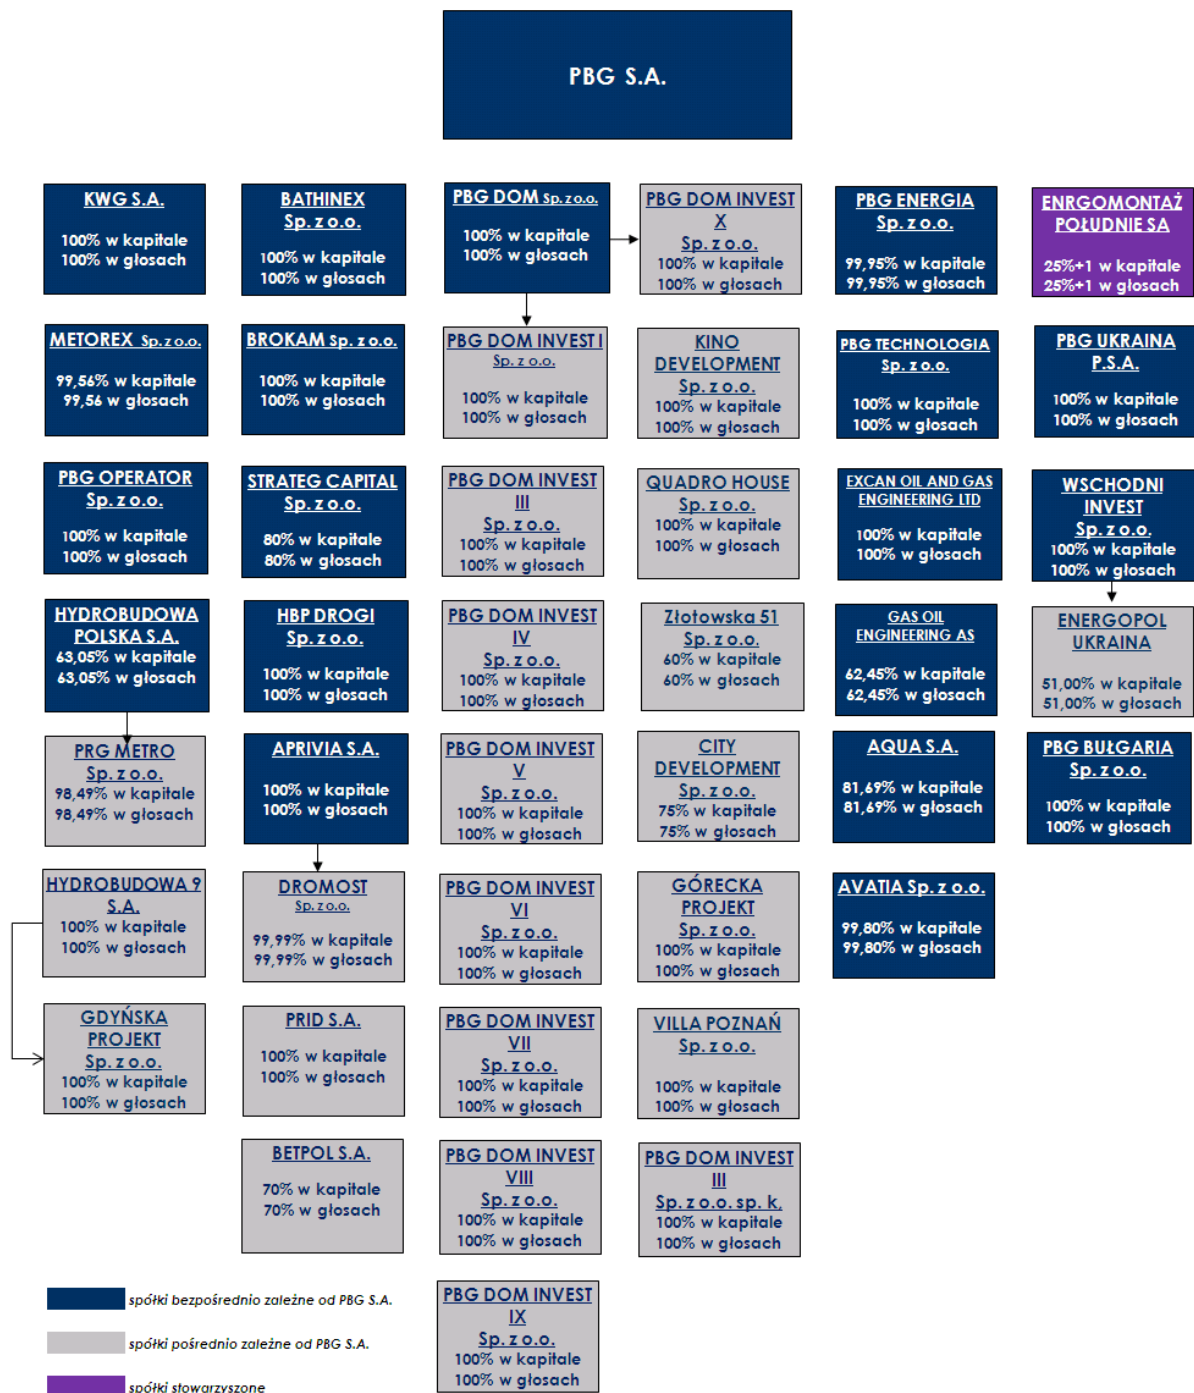 PBG S.A.
KWG S.A.
100% w kapitale
100% w głosach
METOREX Sp. z o.o.
99,56% w kapitale
99,56 w głosach
PBG OPERATOR
Sp. z o.o.
100% w kapitale
100% w głosach
HYDROBUDOWA
POLSKA S.A.
63,05% w kapitale
63,05% w głosach
PRG METRO
Sp. z o.o.
98,49% w kapitale
98,49% w głosach
HYDROBUDOWA 9
S.A.
100% w kapitale
100% w głosach
GDYŃSKA
PROJEKT
Sp. z o.o.
100% w kapitale
100% w głosach
BATHINEX
Sp. z o.o.
100% w kapitale
100% w głosach
BROKAM Sp. z o.o.
100% w kapitale
100% w głosach
STRATEG CAPITAL
Sp. z o.o.
80% w kapitale
80% w głosach
HBP DROGI
Sp. z o.o.
100% w kapitale
100% w głosach
APRIVIA S.A.
100% w kapitale
100% w głosach
DROMOST
Sp. z o.o.
99,99% w kapitale
99,99% w głosach
PRID S.A.
100% w kapitale
100% w głosach
BETPOL S.A.
70% w kapitale
70% w głosach
PBG DOM Sp. z o.o.
100% w kapitale
100% w głosach
PBG DOM INVEST I
Sp. z o.o.
100% w kapitale
100% w głosach
PBG DOM INVEST
III
Sp. z o.o.
100% w kapitale
100% w głosach
PBG DOM INVEST
IV
Sp. z o.o.
100% w kapitale
100% w głosach
PBG DOM INVEST
V
Sp. z o.o.
100% w kapitale
100% w głosach
PBG DOM INVEST
VI
Sp. z o.o.
100% w kapitale
100% w głosach
PBG DOM INVEST
VII
Sp. z o.o.
100% w kapitale
100% w głosach
PBG DOM INVEST
VIII
Sp. z o.o.
100% w kapitale
100% w głosach
PBG DOM INVEST
IX
Sp. z o.o.
100% w kapitale
100% w głosach
PBG DOM INVEST
X
Sp. z o.o.
100% w kapitale
100% w głosach
KINO
DEVELOPMENT
Sp. z o.o.
100% w kapitale
100% w głosach
QUADRO HOUSE
Sp. z o.o.
100% w kapitale
100% w głosach
Złotowska 51
Sp. z o.o.
60% w kapitale
60% w głosach
CITY
DEVELOPMENT
Sp. z o.o.
75% w kapitale
75% w głosach
GÓRECKA
PROJEKT
Sp. z o.o.
100% w kapitale
100% w głosach
VILLA POZNAŃ
Sp. z o.o.
100% w kapitale
100% w głosach
PBG DOM INVEST
III
Sp. z o.o. sp. k.
100% w kapitale
100% w głosach
PBG ENERGIA
Sp. z o.o.
99,95% w kapitale
99,95% w głosach
PBG TECHNOLOGIA
Sp. z o.o.
100% w kapitale
100% w głosach
EXCAN OIL AND GAS
ENGINEERING LTD
100% w kapitale
100% w głosach
GAS OIL
ENGINEERING AS
62,45% w kapitale
62,45% w głosach
AQUA S.A.
81,69% w kapitale
81,69% w głosach
AVATIA Sp. z o.o.
99,80% w kapitale
99,80% w głosach
ENRGOMONTAŻ
POŁUDNIE SA
25%+1 w kapitale
25%+1 w głosach
PBG UKRAINA
P.S.A.
100% w kapitale
100% w głosach
WSCHODNI
INVEST
Sp. z o.o.
100% w kapitale
100% w głosach
ENERGOPOL
UKRAINA
51,00% w kapitale
51,00% w głosach
PBG BUŁGARIA
Sp. z o.o.
100% w kapitale
100% w głosach
spółki bezpośrednio zależne od PBG S.A.
spółki pośrednio zależne od PBG S.A.
spółki stowarzyszone